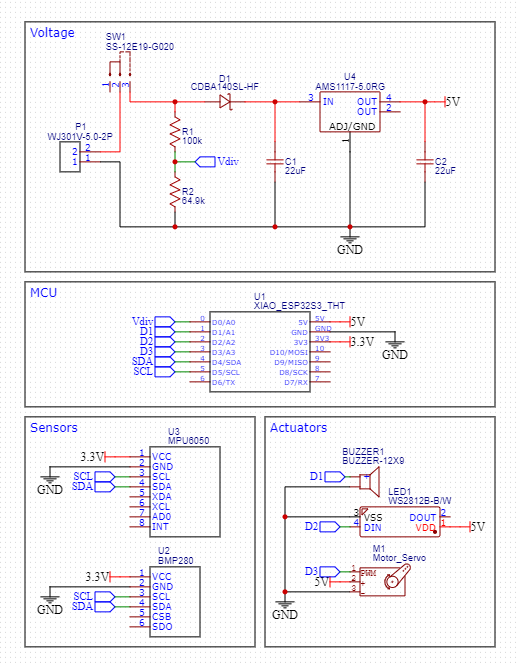 Voltage
SW1
SS-12E19-G020
1 2 3
P1
WJ301V-5.0-2P
2 2
1 1
D1
CDBA140SL-HF
R1
100k
Vdiv
R2
64.9k
C1
22uF
U4
AMS1117-5.0RG
3 IN OUT 4
OUT 2
ADJ/GND
1
5V
C2
22uF
GND
MCU
U1
XIAO_ESP32S3_THT
Vdiv 0 D0/A0 5V 5V 5V
D1 1 D1/A1 GND GND
D2 2 D2/A2 3V3 3V3 3.3V
D3 3 D3/A3 D10/MOSI 10
SDA 4 D4/SDA D9/MISO 9
SCL 5 D5/SCL D8/SCK 8
6 D6/TX D7/RX 7
GND
Sensors
U3
MPU6050
3.3V 1 VCC
2 GND
SCL 3 SCL
SDA 4 SDA
5 XDA
6 XCL
7 AD0
8 INT
GND
U2
BMP280
3.3V 1 VCC
2 GND
SCL 3 SCL
SDA 4 SDA
5 CSB
6 SDO
GND
Actuators
BUZZER1
BUZZER-12X9
D1
LED1
WS2812B-B/W
3 VSS DOUT 2
D2 4 DIN VDD 1 5V
M1
Motor_Servo
D3 1 PWM
5V 2 +
3 -
GND